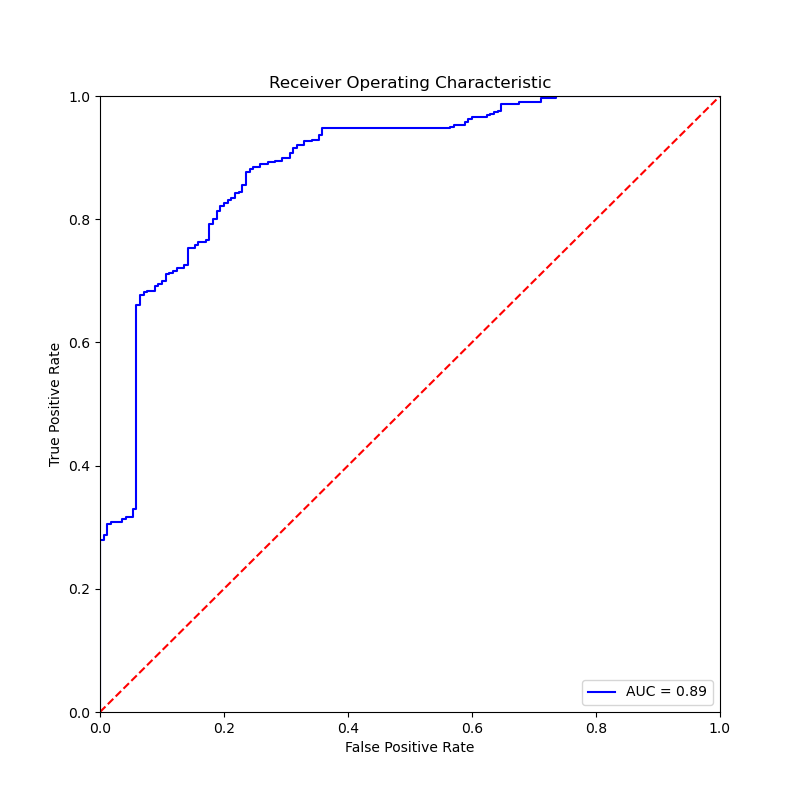 Receiver Operating Characteristic
1.0
0.8
0.6
0.4
0.2
0.0
True Positive Rate
AUC = 0.89
0.0 0.2 0.4 0.6 0.8 1.0
False Positive Rate